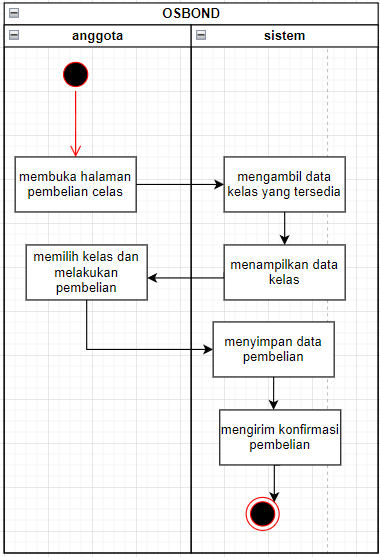 OSBOND
anggota
sistem
membuka halaman
pembelian celas
mengambil data
kelas yang tersedia
menampilkan data
kelas
memilih kelas dan
melakukan
pembelian
menyimpan data
pembelian
mengirim konfirmasi
pembelian